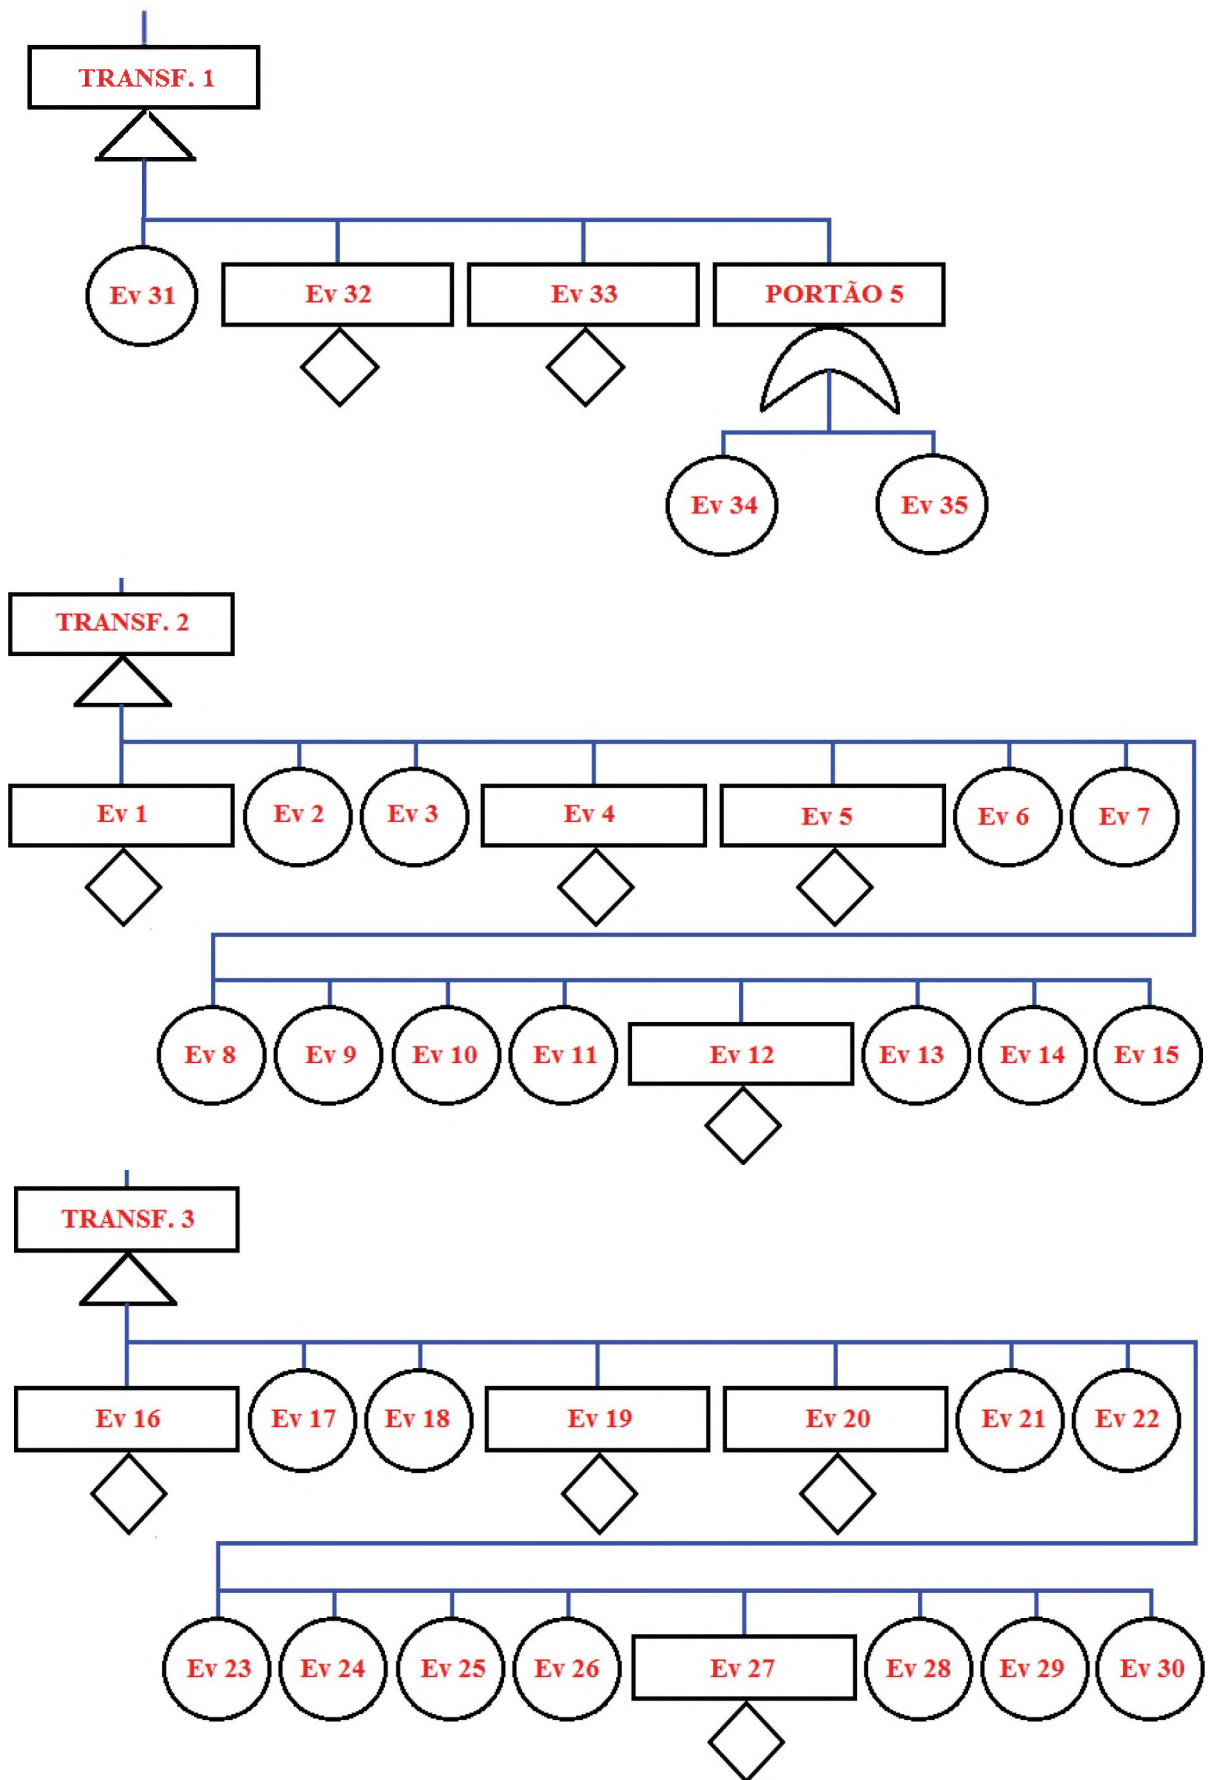 TRANSF. 1
Ev 31
Ev 32
Ev 33
PORTÃO 5
Ev 34
Ev 35
TRANSF. 2
Ev 1
Ev 2
Ev 3
Ev 4
Ev 5
Ev 6
Ev 7
Ev 8
Ev 9
Ev 10
Ev 11
Ev 12
Ev 13
Ev 14
Ev 15
TRANSF. 3
Ev 16
Ev 17
Ev 18
Ev 19
Ev 20
Ev 21
Ev 22
Ev 23
Ev 24
Ev 25
Ev 26
Ev 27
Ev 28
Ev 29
Ev 30